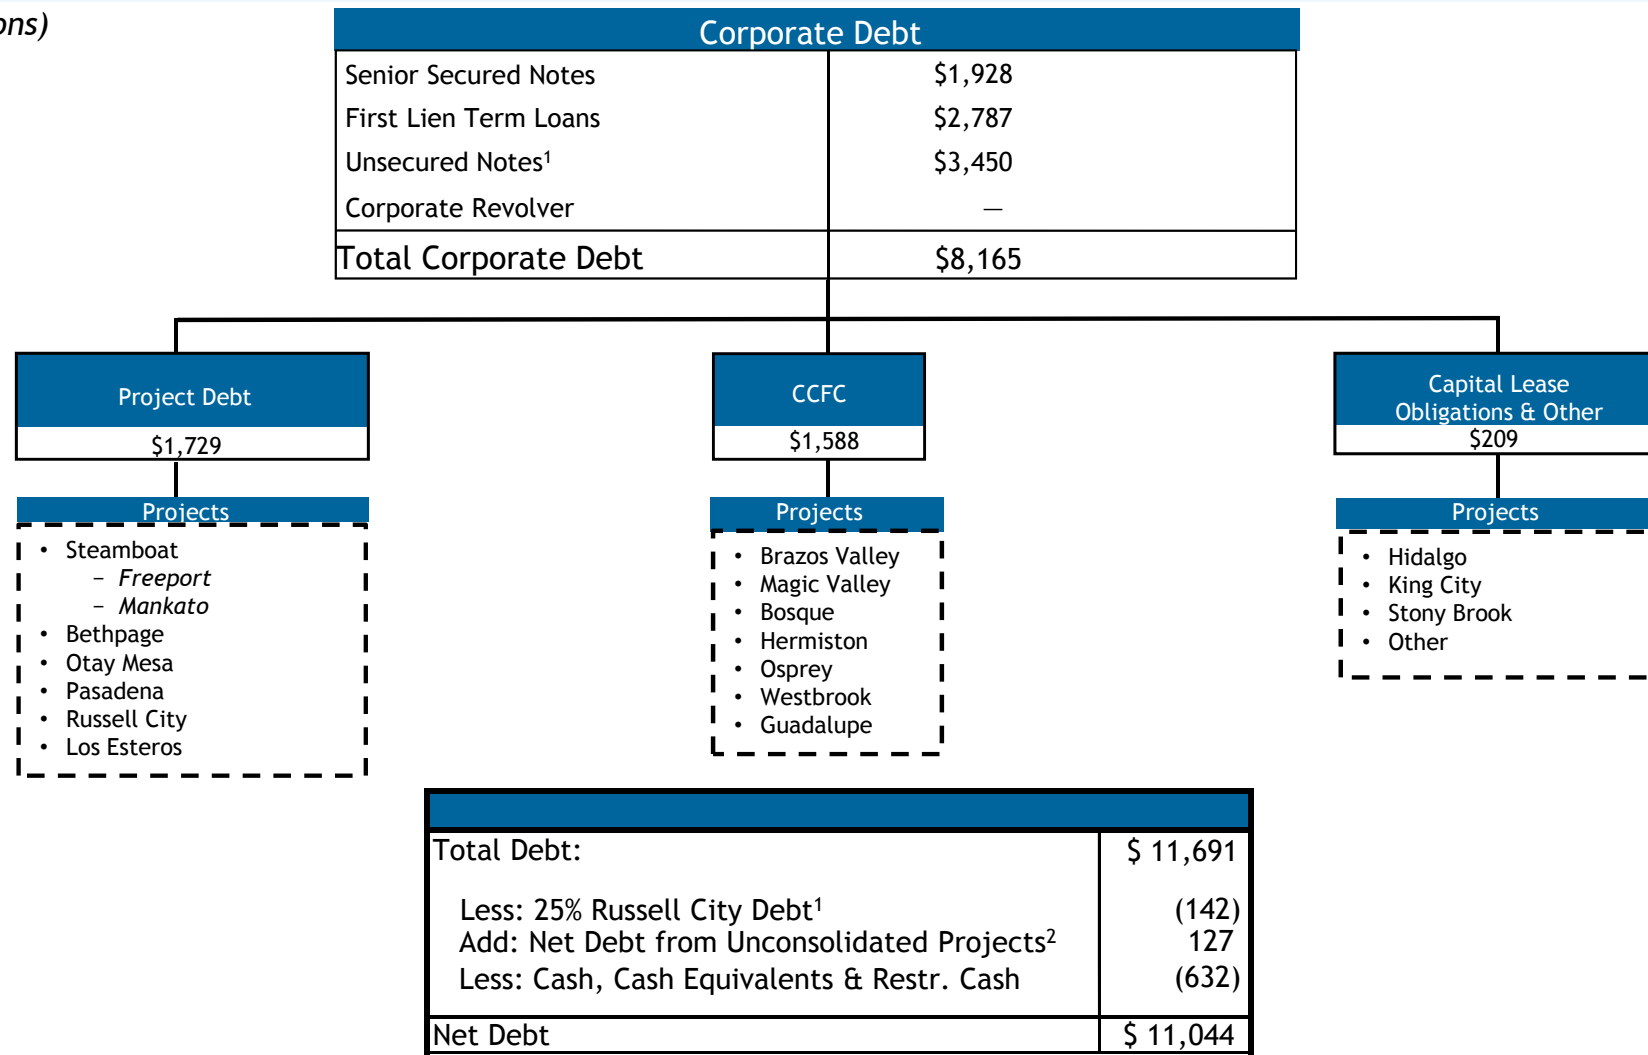 ons)
Corporate Debt
Senior Secured Notes $1,928
First Lien Term Loans $2,787
Unsecured Notes¹ $3,450
Corporate Revolver —
Total Corporate Debt $8,165
Project Debt
$1,729
Projects
• Steamboat
– Freeport
– Mankato
• Bethpage
• Otay Mesa
• Pasadena
• Russell City
• Los Esteros
CCFC
$1,588
Projects
• Brazos Valley
• Magic Valley
• Bosque
• Hermiston
• Osprey
• Westbrook
• Guadalupe
Capital Lease
Obligations & Other
$209
Projects
• Hidalgo
• King City
• Stony Brook
• Other
Total Debt: $ 11,691
Less: 25% Russell City Debt¹ (142)
Add: Net Debt from Unconsolidated Projects² 127
Less: Cash, Cash Equivalents & Restr. Cash (632)
Net Debt $ 11,044